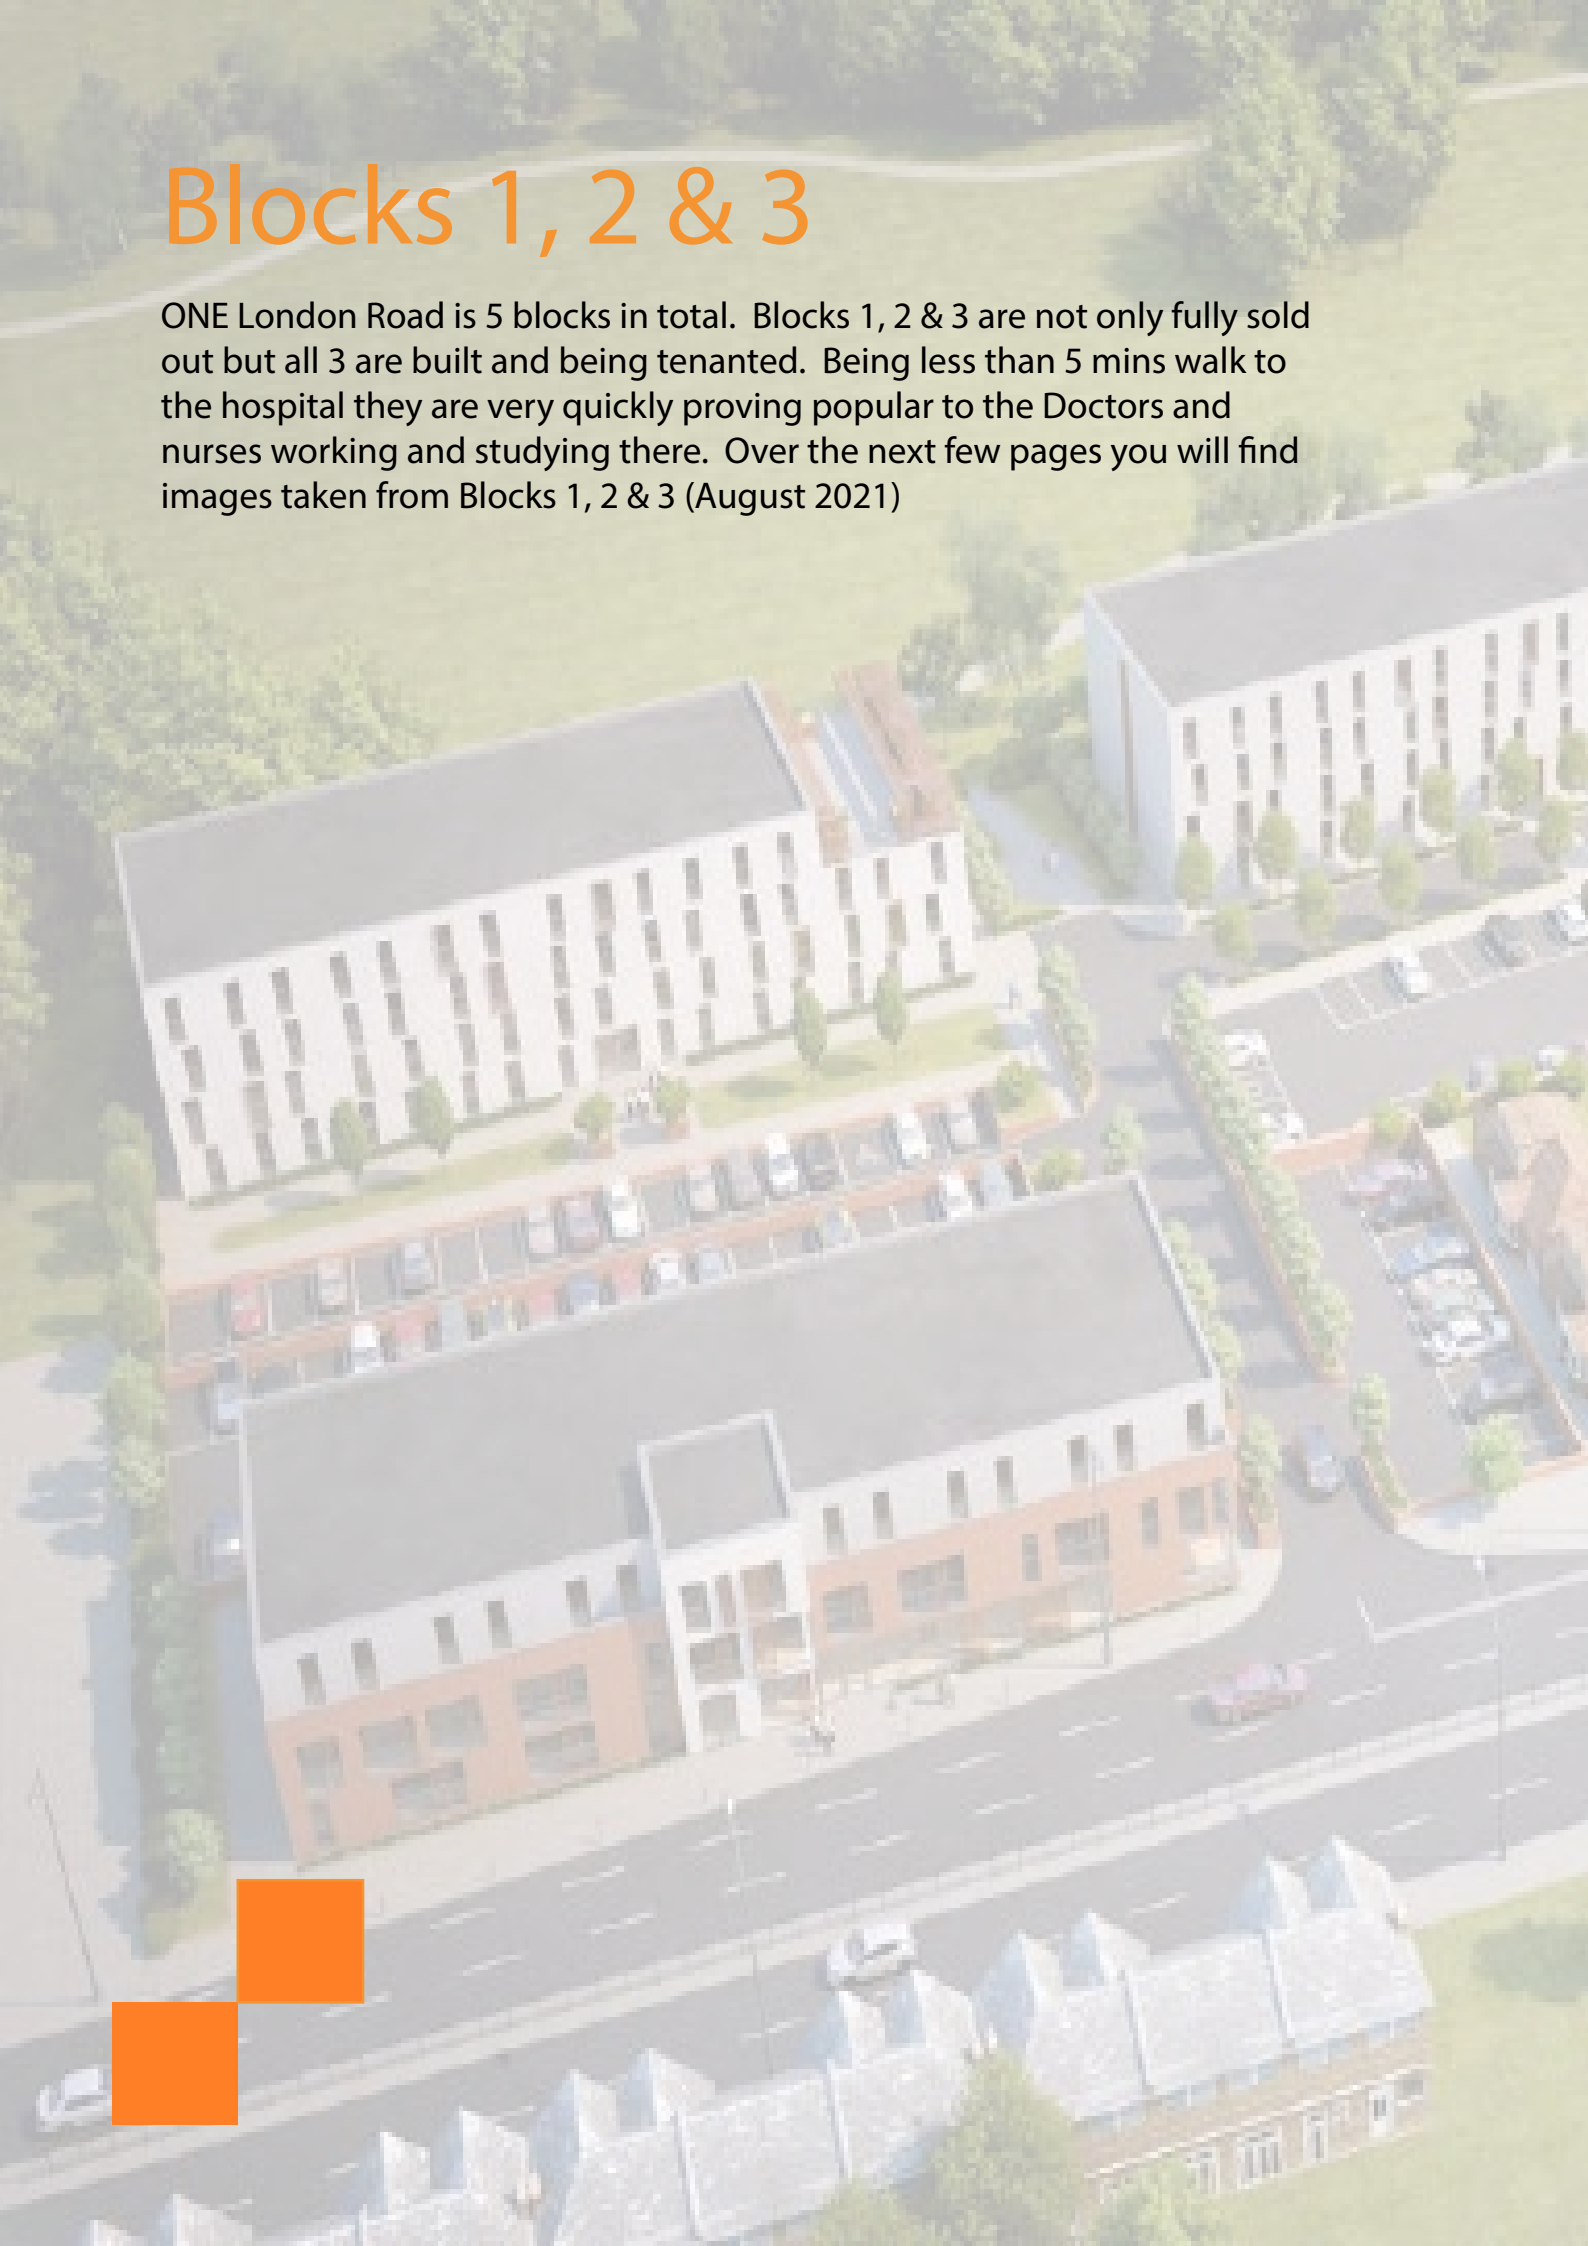 Blocks 1, 2 & 3
ONE London Road is 5 blocks in total.  Blocks 1, 2 & 3 are not only fully sold
out but all 3 are built and being tenanted.  Being less than 5 mins walk to
the hospital they are very quickly proving popular to the Doctors and
nurses working and studying there.  Over the next few pages you will find
images taken from Blocks 1, 2 & 3 (August 2021)